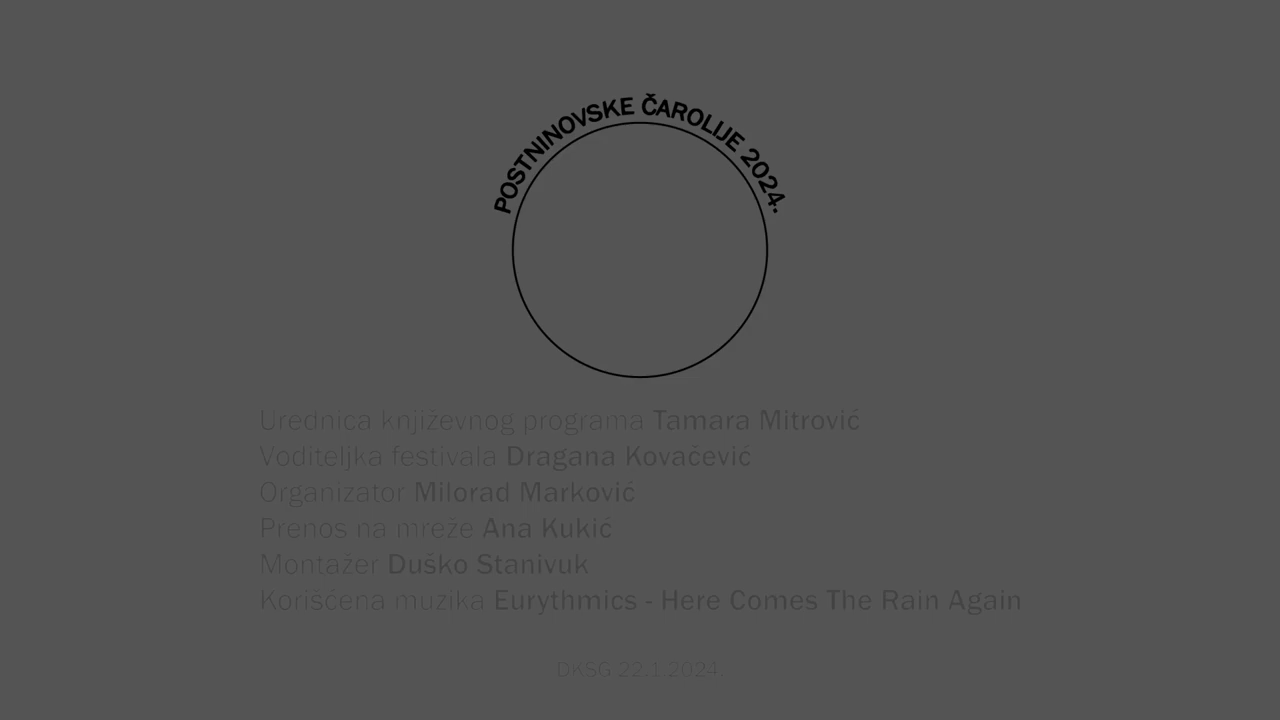 POSTNINOVSKE ČAROLIJE 2024.
Urednica književnog programa Tamara Mitrović
Voditeljka festivala Dragana Kovačević
Organizator Milorad Marković
Prenos na mreže Ana Kukić
Montažer Duško Stanivuk
Korišćena muzika Eurythmics - Here Comes The Rain Again
DKSG 22.1.2024.